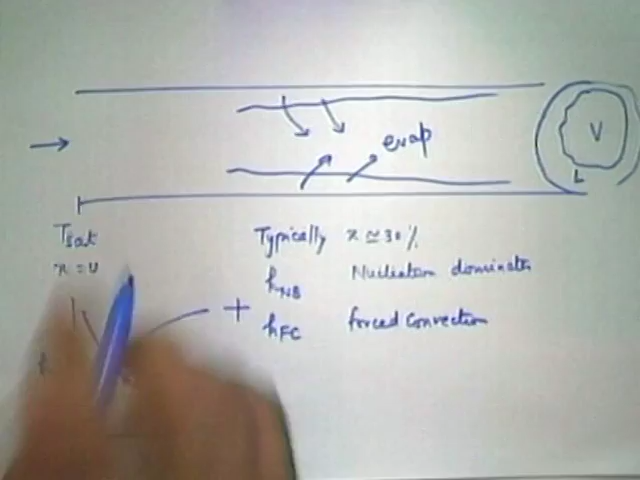 evap
V
L
Tsat
x = 0
Typically x ≃ 30%
hNB Nucleation dominates
+
hFC forced convection
h